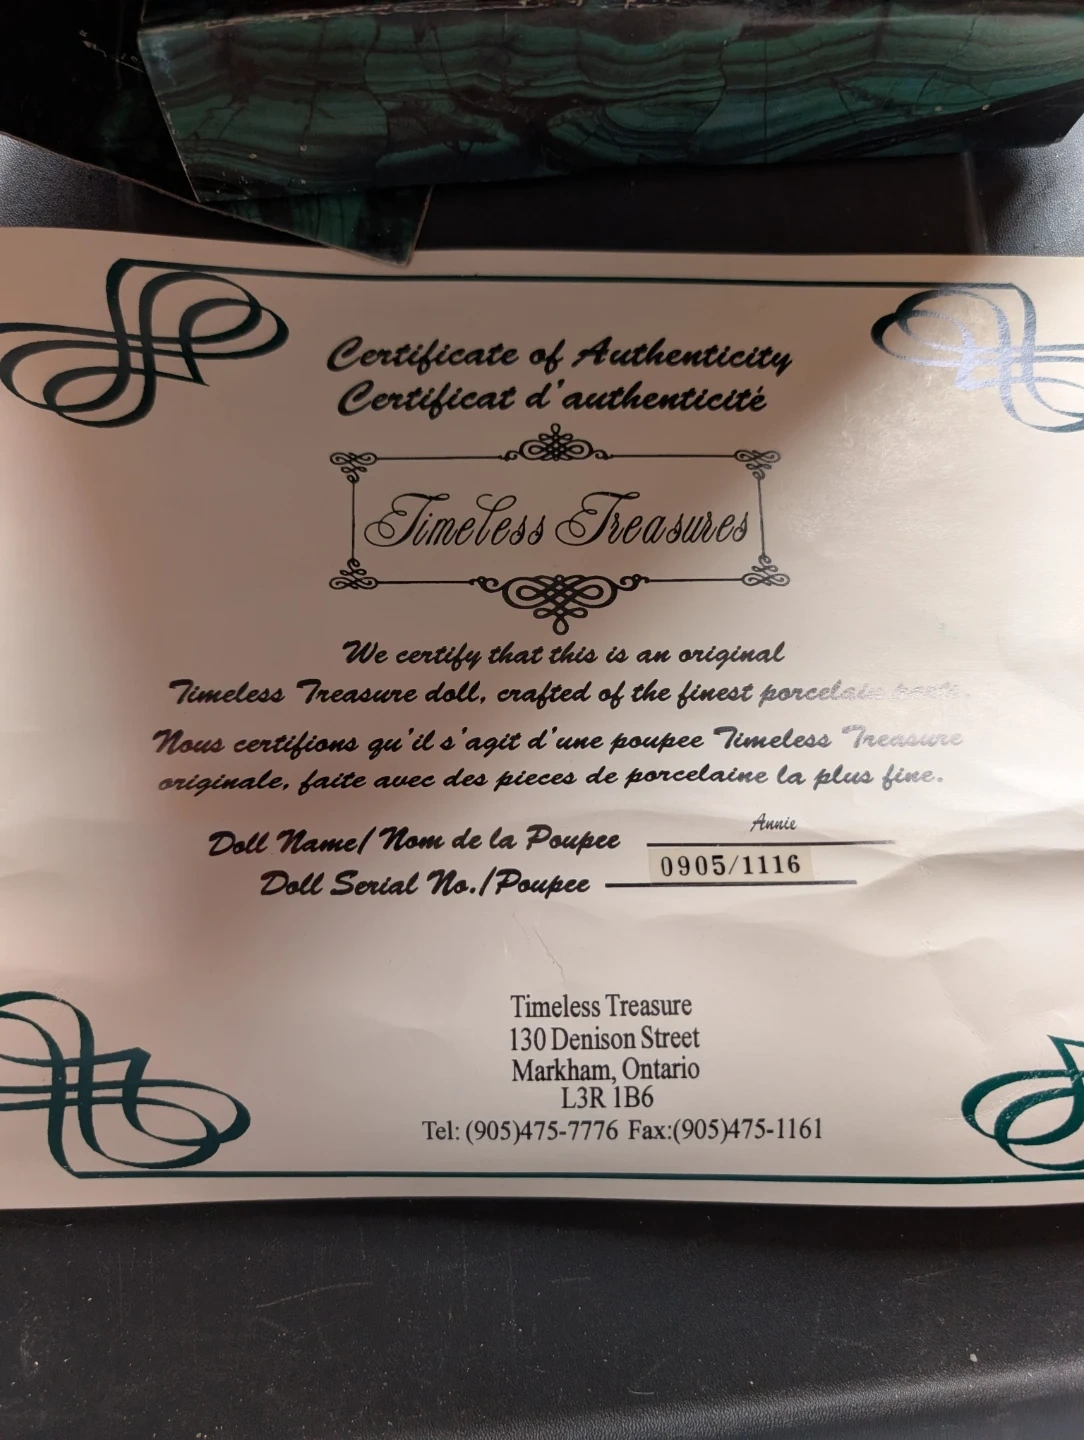 Certificate of Authenticity
Certificat d'authenticité
Timeless Treasures
We certify that this is an original
Timeless Treasure doll, crafted of the finest porcelain parts.
Nous certifions qu'il s'agit d'une poupee Timeless Treasure
originale, faite avec des pieces de porcelaine la plus fine.
Doll Name/ Nom de la Poupee Annie
Doll Serial No./Poupee 0905/1116
Timeless Treasure
130 Denison Street
Markham, Ontario
L3R 1B6
Tel: (905)475-7776 Fax:(905)475-1161